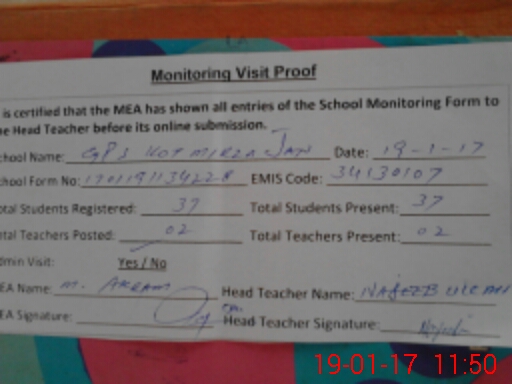 Monitoring Visit Proof
is certified that the MEA has shown all entries of the School Monitoring Form to
he Head Teacher before its online submission.
chool Name: GPS KOT MIRZA JAN Date: 19-1-17
chool Form No: EMIS Code: 34130107
otal Students Registered: 37 Total Students Present: 37
otal Teachers Posted: 02 Total Teachers Present: 02
dmin Visit: Yes / No
EA Name: M. AKRAM Head Teacher Name: NAJEEB
EA Signature: Head Teacher Signature:
19-01-17 11:50